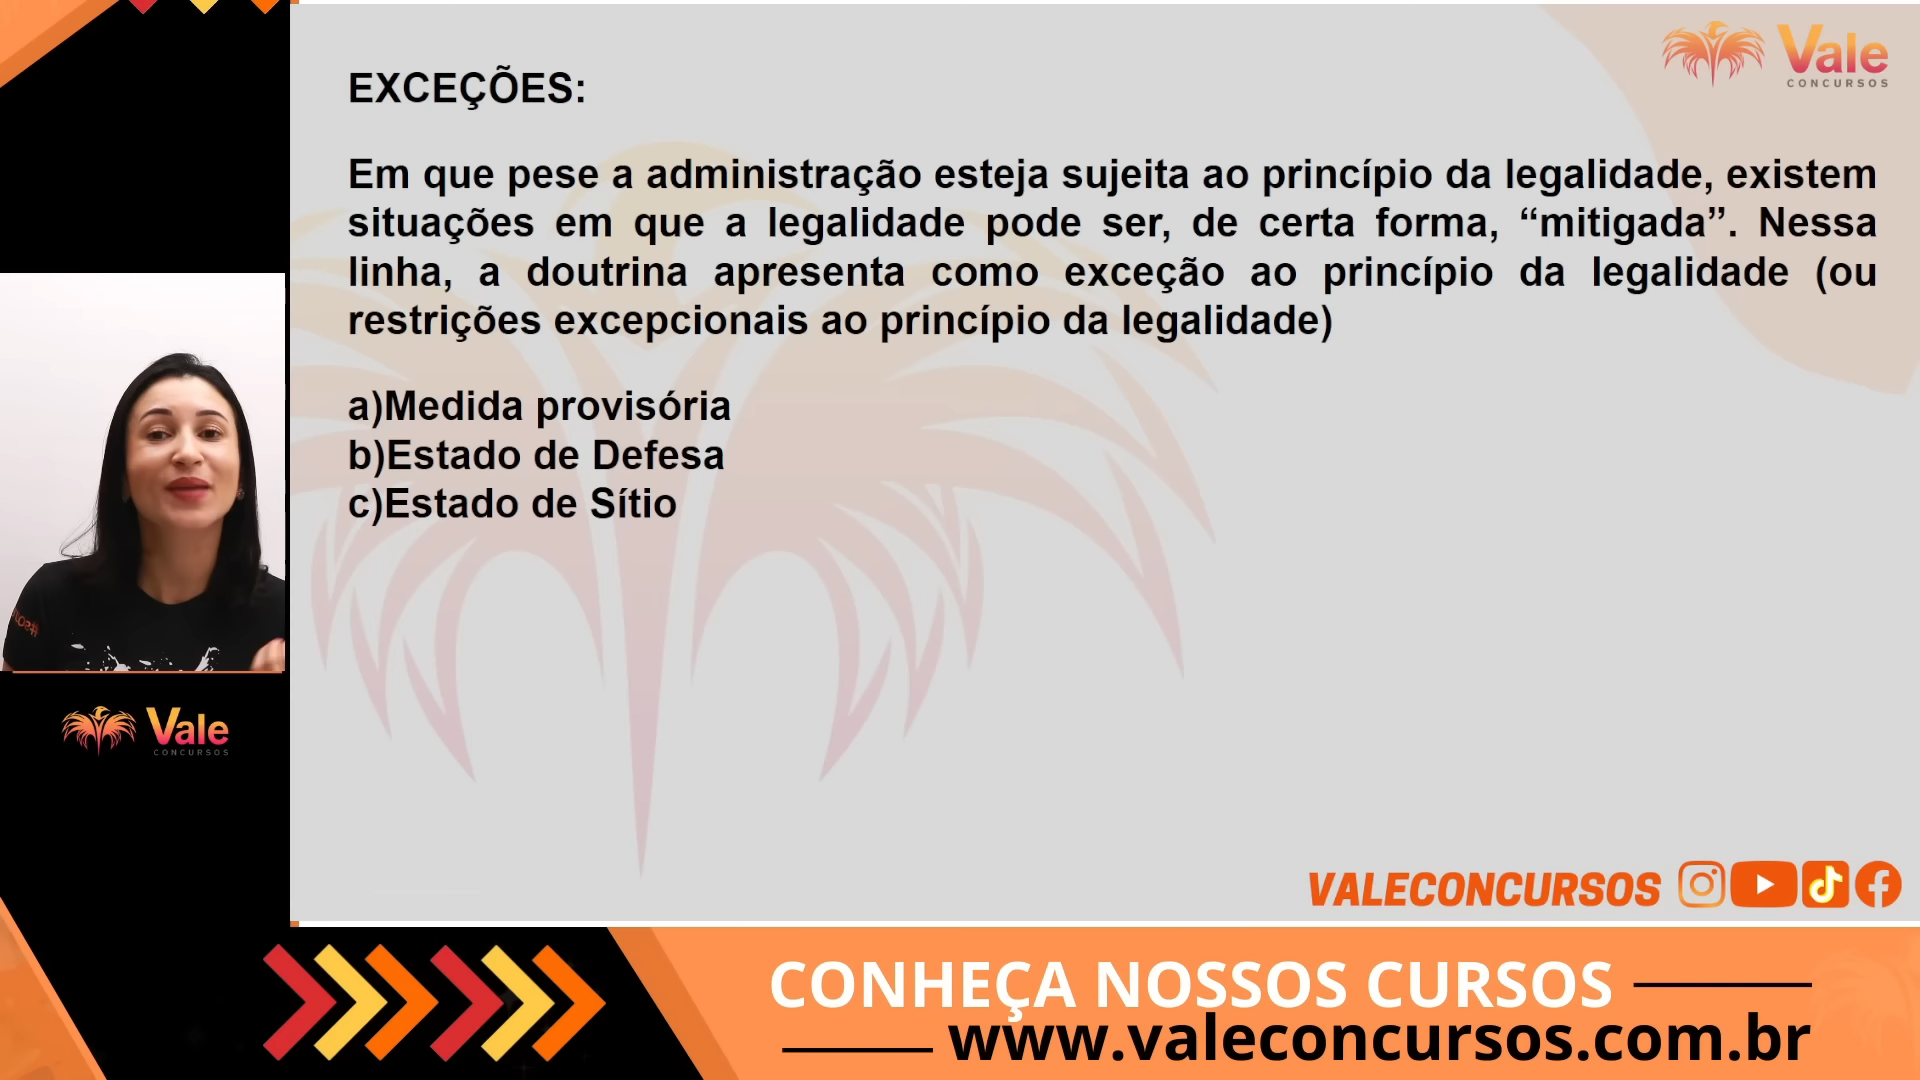 Vale
CONCURSOS
EXCEÇÕES:
Em que pese a administração esteja sujeita ao princípio da legalidade, existem
situações em que a legalidade pode ser, de certa forma, “mitigada”. Nessa
linha, a doutrina apresenta como exceção ao princípio da legalidade (ou
restrições excepcionais ao princípio da legalidade)
a)Medida provisória
b)Estado de Defesa
c)Estado de Sítio
Vale
CONCURSOS
VALECONCURSOS
CONHEÇA NOSSOS CURSOS
www.valeconcursos.com.br